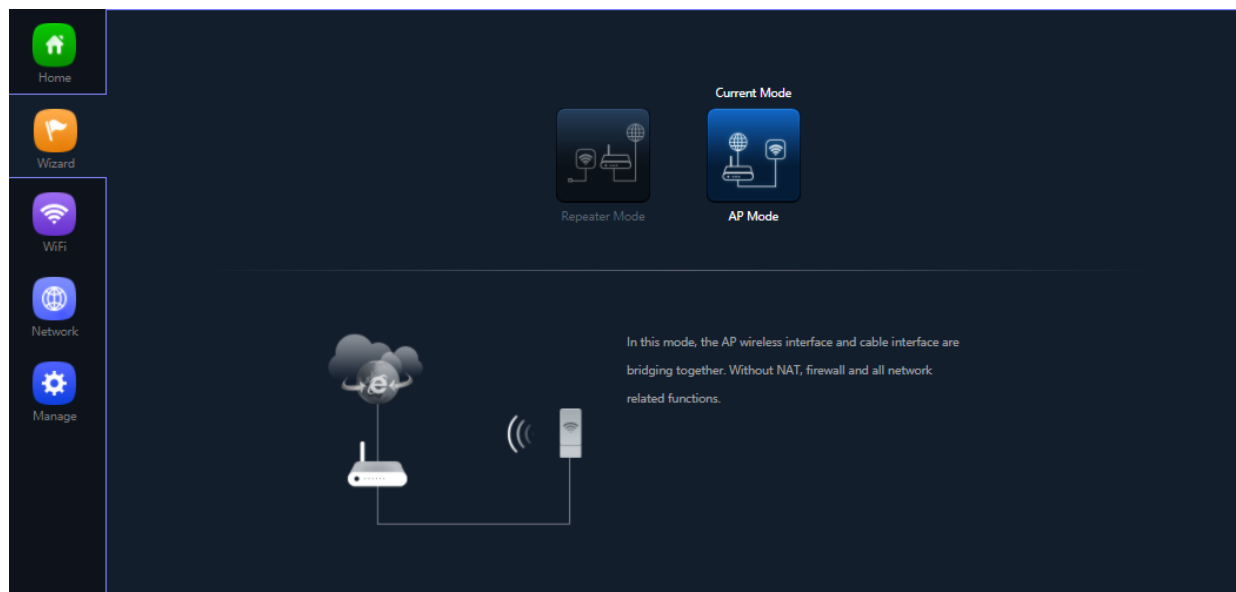 Home
Wizard
WiFi
Network
Manage
Current Mode
Repeater Mode
AP Mode
In this mode, the AP wireless interface and cable interface are
bridging together. Without NAT, firewall and all network
related functions.